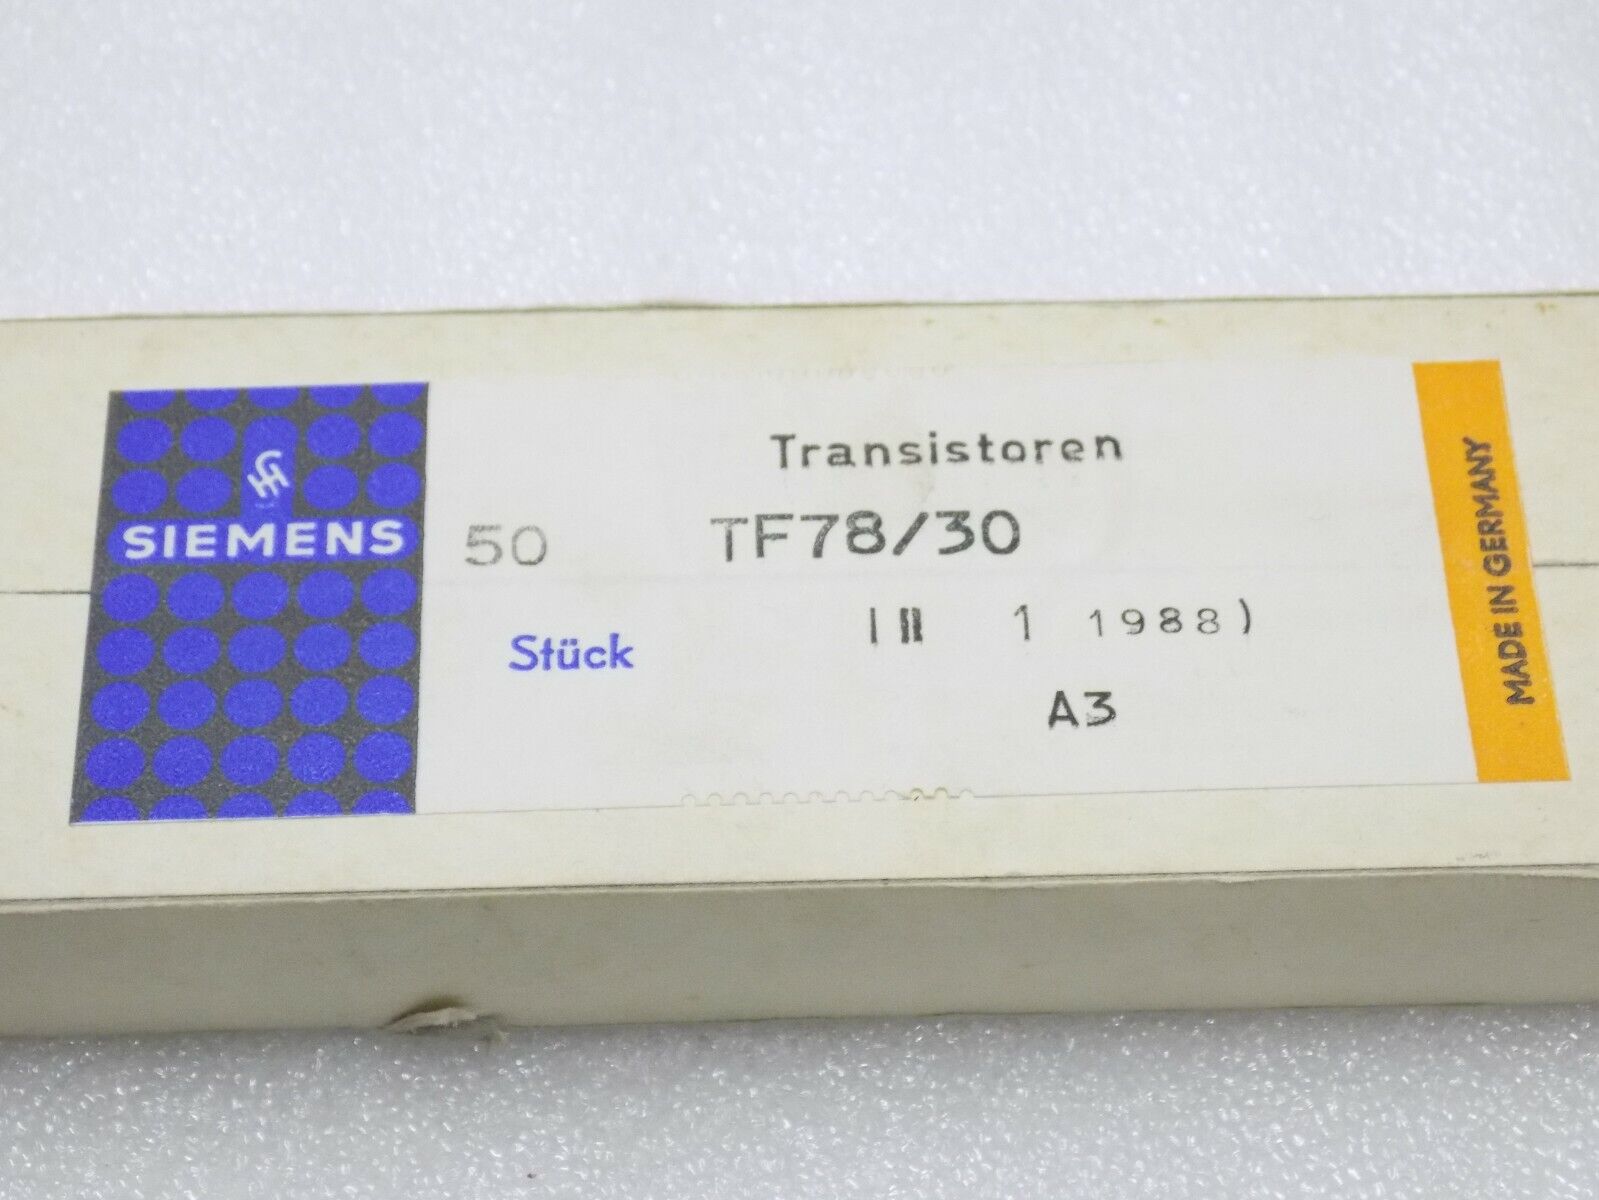 SIEMENS
50
Stück
Transistoren
TF78/30
I II 1 1988)
A3
MADE IN GERMANY